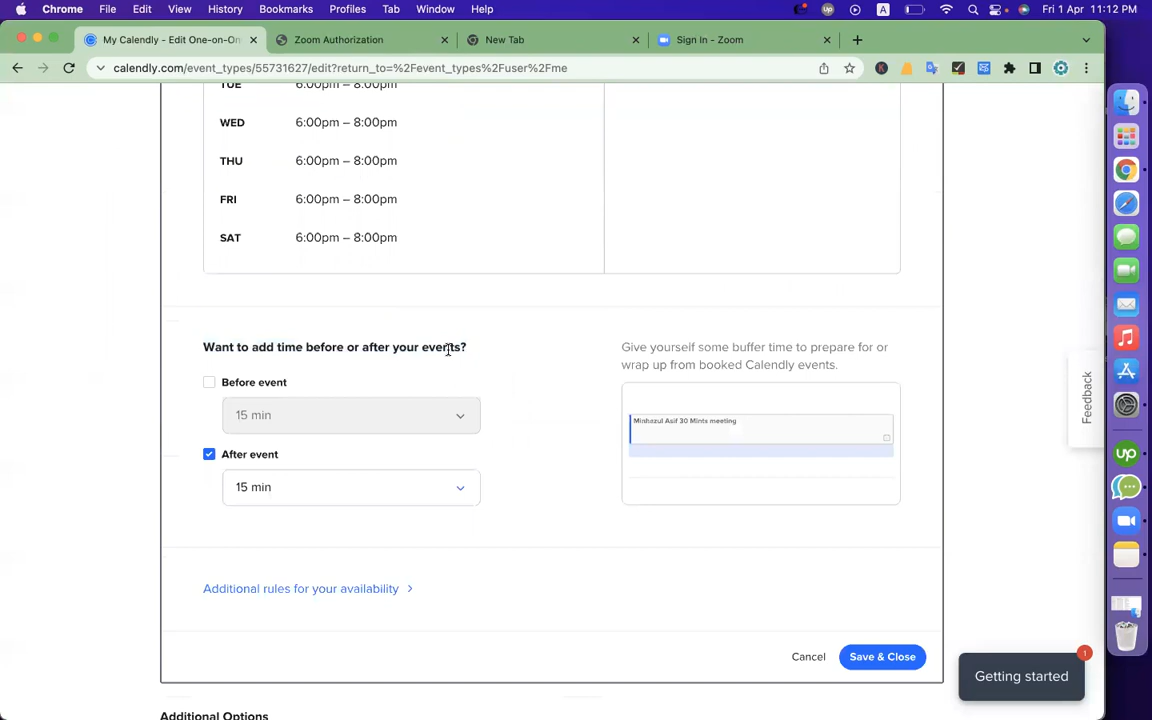 Chrome File Edit View History Bookmarks Profiles Tab Window Help
up A Fri 1 Apr 11:12 PM
My Calendly - Edit One-on-On Zoom Authorization New Tab Sign In - Zoom
calendly.com/event_types/55731627/edit?return_to=%2Fevent_types%2Fuser%2Fme
TUE 6:00pm – 8:00pm
WED 6:00pm – 8:00pm
THU 6:00pm – 8:00pm
FRI 6:00pm – 8:00pm
SAT 6:00pm – 8:00pm
Want to add time before or after your events?
Before event
15 min
After event
15 min
Give yourself some buffer time to prepare for or
wrap up from booked Calendly events.
Minhazul Asif 30 Mints meeting
Additional rules for your availability
Cancel Save & Close
Feedback
Getting started
1
Additional Options
up